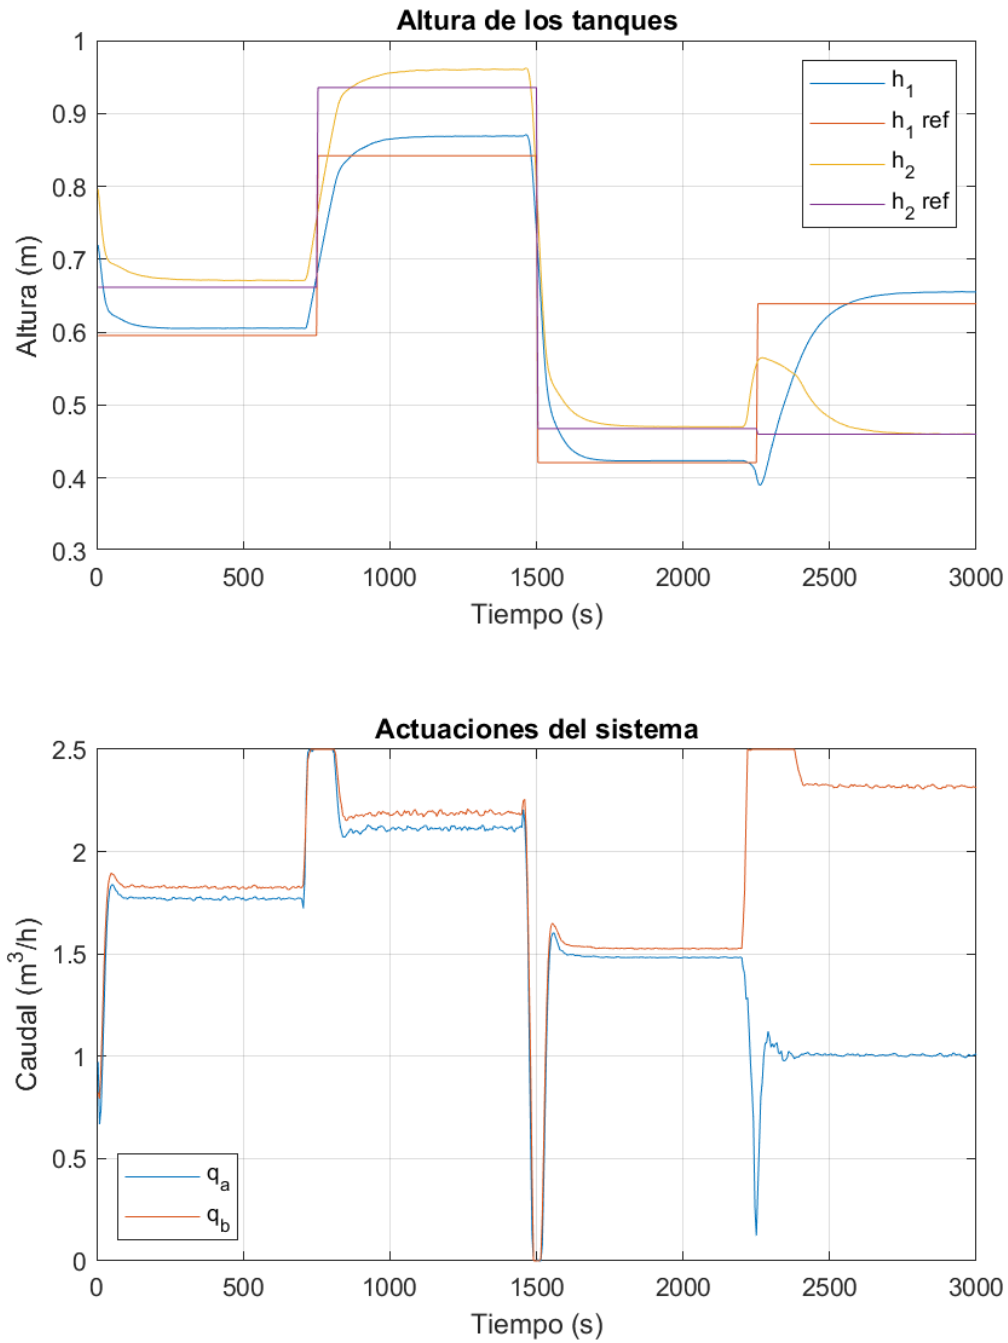 Altura de los tanques
1
0.9
0.8
0.7
0.6
0.5
0.4
0.3
Altura (m)
h1
h1 ref
h2
h2 ref
0 500 1000 1500 2000 2500 3000
Tiempo (s)
Actuaciones del sistema
2.5
2
1.5
1
0.5
0
Caudal (m³/h)
qa
qb
0 500 1000 1500 2000 2500 3000
Tiempo (s)